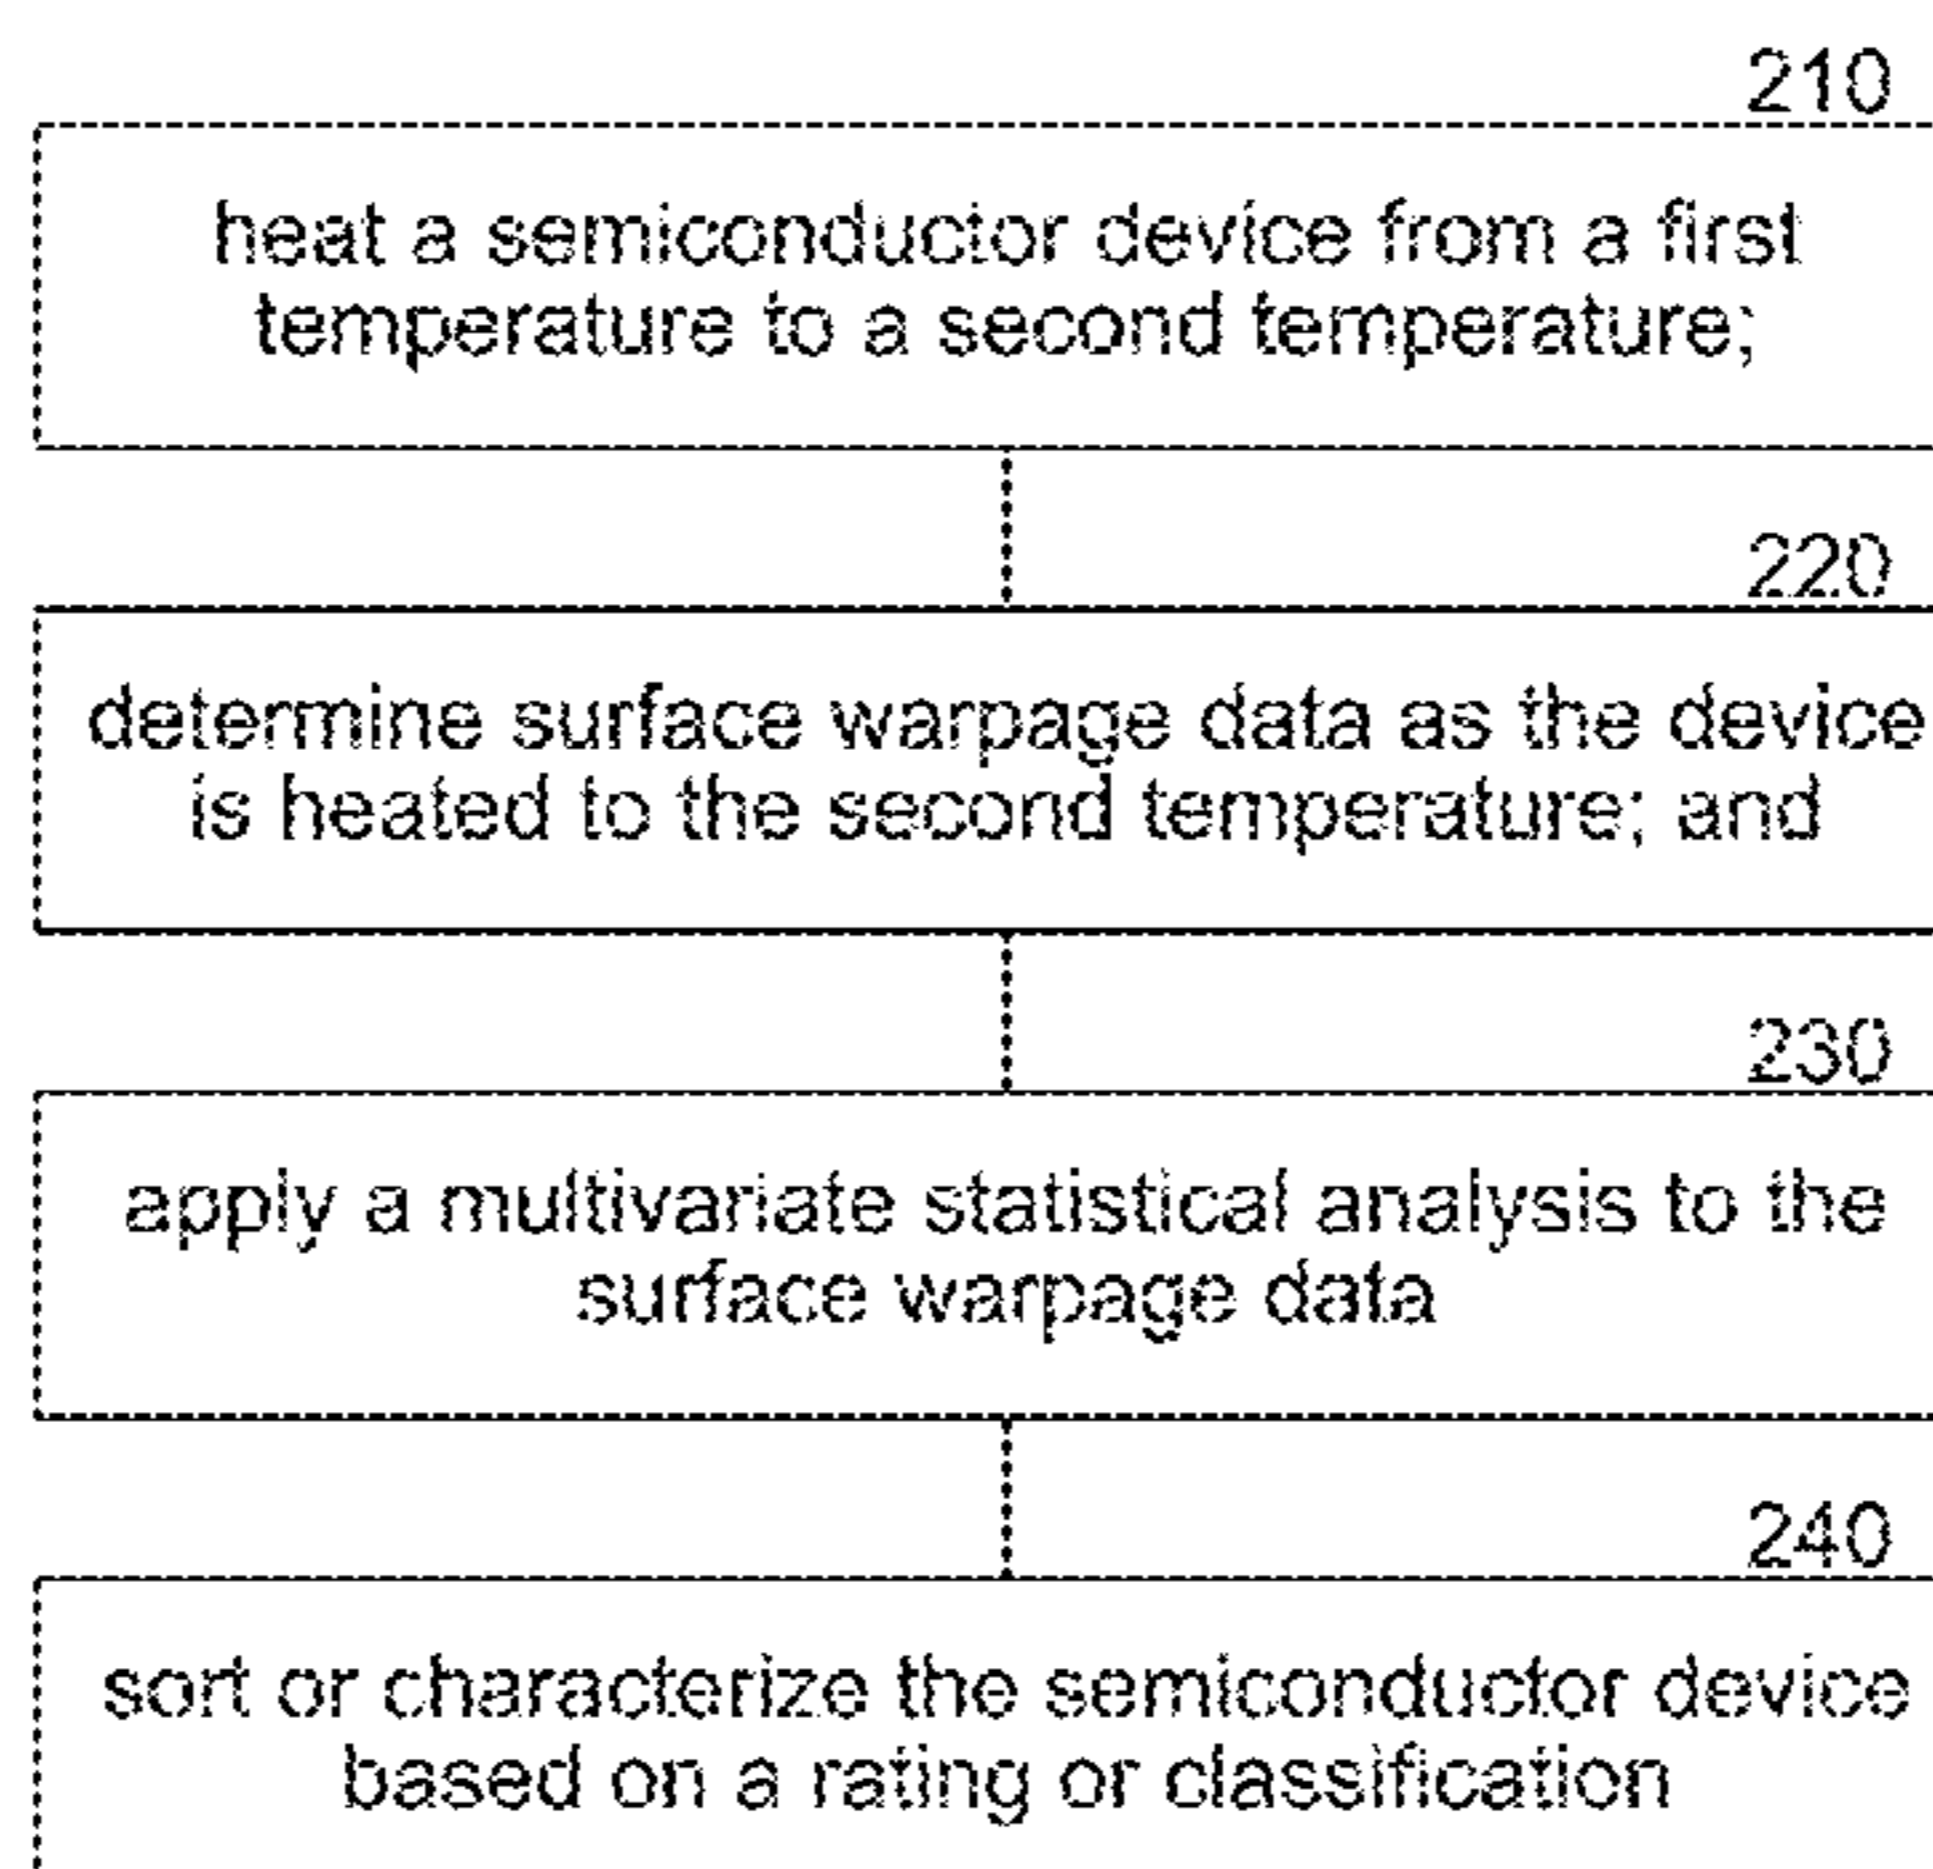 210
heat a semiconductor device from a first
temperature to a second temperature;
220
determine surface warpage data as the device
is heated to the second temperature; and
230
apply a multivariate statistical analysis to the
surface warpage data
240
sort or characterize the semiconductor device
based on a rating or classification